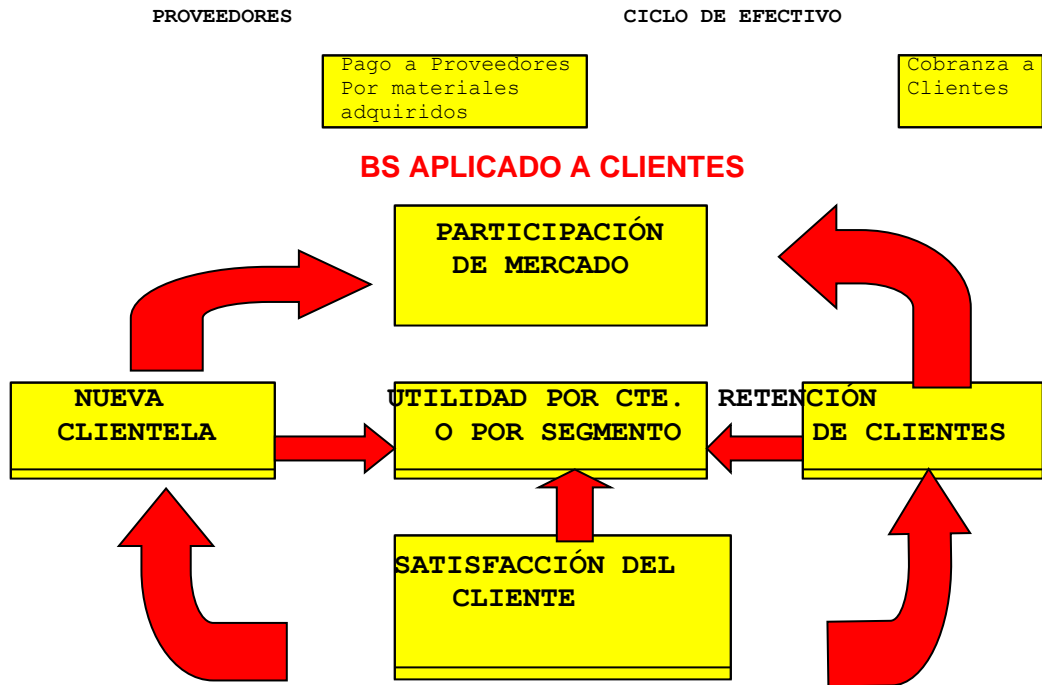 PROVEEDORES CICLO DE EFECTIVO
Pago a Proveedores
Por materiales
adquiridos
Cobranza a
Clientes
BS APLICADO A CLIENTES
PARTICIPACIÓN
DE MERCADO
NUEVA
CLIENTELA
UTILIDAD POR CTE.
O POR SEGMENTO
RETENCIÓN
DE CLIENTES
SATISFACCIÓN DEL
CLIENTE